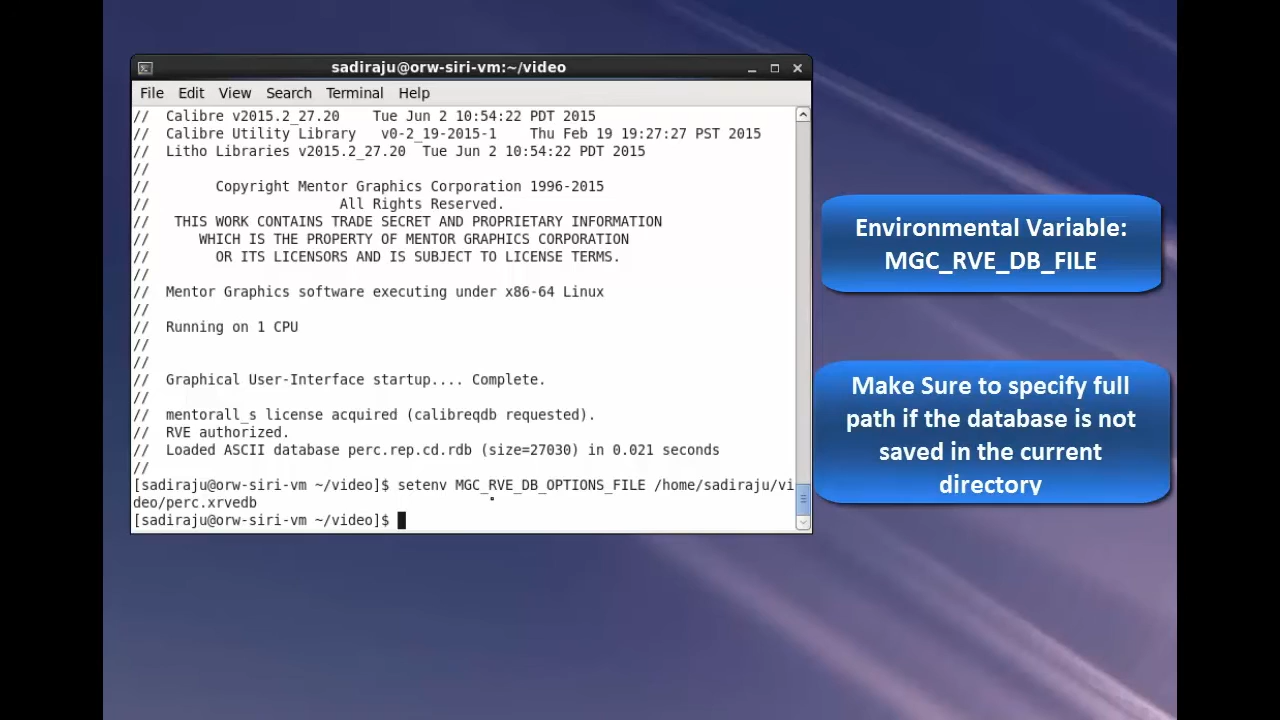 sadiraju@orw-siri-vm:~/video
File Edit View Search Terminal Help
// Calibre v2015.2_27.20 Tue Jun 2 10:54:22 PDT 2015
// Calibre Utility Library v0-2_19-2015-1 Thu Feb 19 19:27:27 PST 2015
// Litho Libraries v2015.2_27.20 Tue Jun 2 10:54:22 PDT 2015
//
// Copyright Mentor Graphics Corporation 1996-2015
// All Rights Reserved.
// THIS WORK CONTAINS TRADE SECRET AND PROPRIETARY INFORMATION
// WHICH IS THE PROPERTY OF MENTOR GRAPHICS CORPORATION
// OR ITS LICENSORS AND IS SUBJECT TO LICENSE TERMS.
//
// Mentor Graphics software executing under x86-64 Linux
//
// Running on 1 CPU
//
//
// Graphical User-Interface startup.... Complete.
//
// mentorall_s license acquired (calibreqdb requested).
// RVE authorized.
// Loaded ASCII database perc.rep.cd.rdb (size=27030) in 0.021 seconds
//
[sadiraju@orw-siri-vm ~/video]$ setenv MGC_RVE_DB_OPTIONS_FILE /home/sadiraju/vi
deo/perc.xrvedb
[sadiraju@orw-siri-vm ~/video]$
Environmental Variable:
MGC_RVE_DB_FILE
Make Sure to specify full
path if the database is not
saved in the current
directory